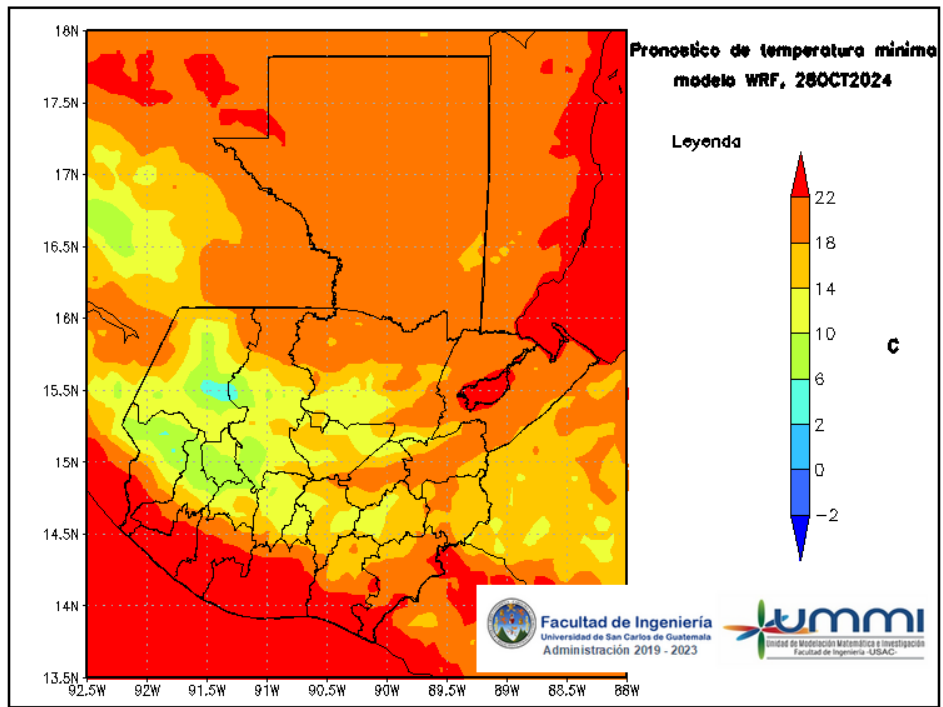 Pronostico de temperatura minima
modelo WRF, 28OCT2024
Leyenda
22
18
14
10
6
2
0
−2
C
18N
17.5N
17N
16.5N
16N
15.5N
15N
14.5N
14N
13.5N
92.5W 92W 91.5W 91W 90.5W 90W 89.5W 89W 88.5W 88W
Facultad de Ingeniería
Universidad de San Carlos de Guatemala
Administración 2019 - 2023
UMMI
Unidad de Modelación Matemática e Investigación
Facultad de Ingeniería -USAC-